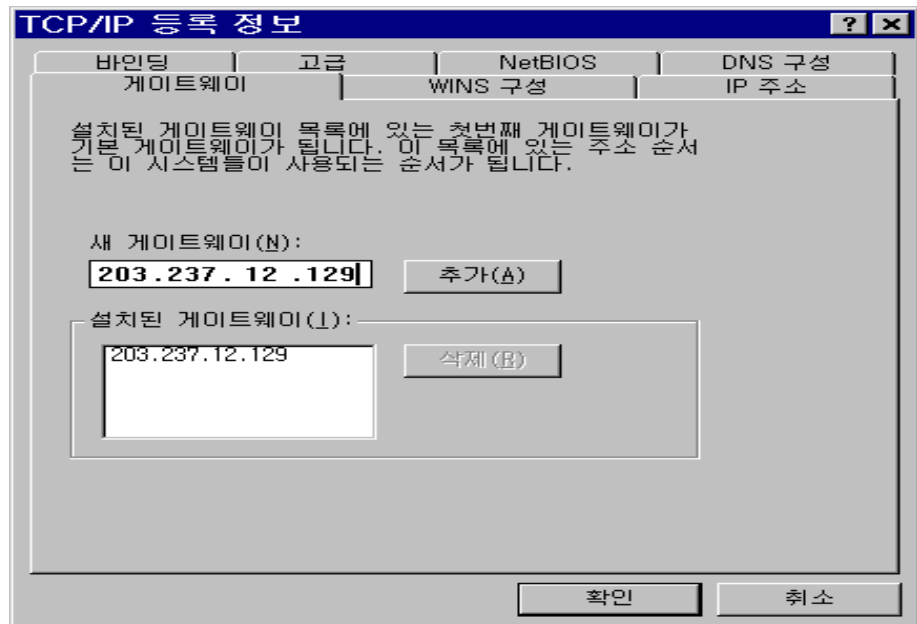 TCP/IP 등록 정보
바인딩 고급 NetBIOS DNS 구성
게이트웨이 WINS 구성 IP 주소
설치된 게이트웨이 목록에 있는 첫번째 게이트웨이가
기본 게이트웨이가 됩니다. 이 목록에 있는 주소 순서
는 이 시스템들이 사용되는 순서가 됩니다.
새 게이트웨이(N):
203.237. 12 .129 추가(A)
설치된 게이트웨이(I):
203.237.12.129 삭제(R)
확인 취소